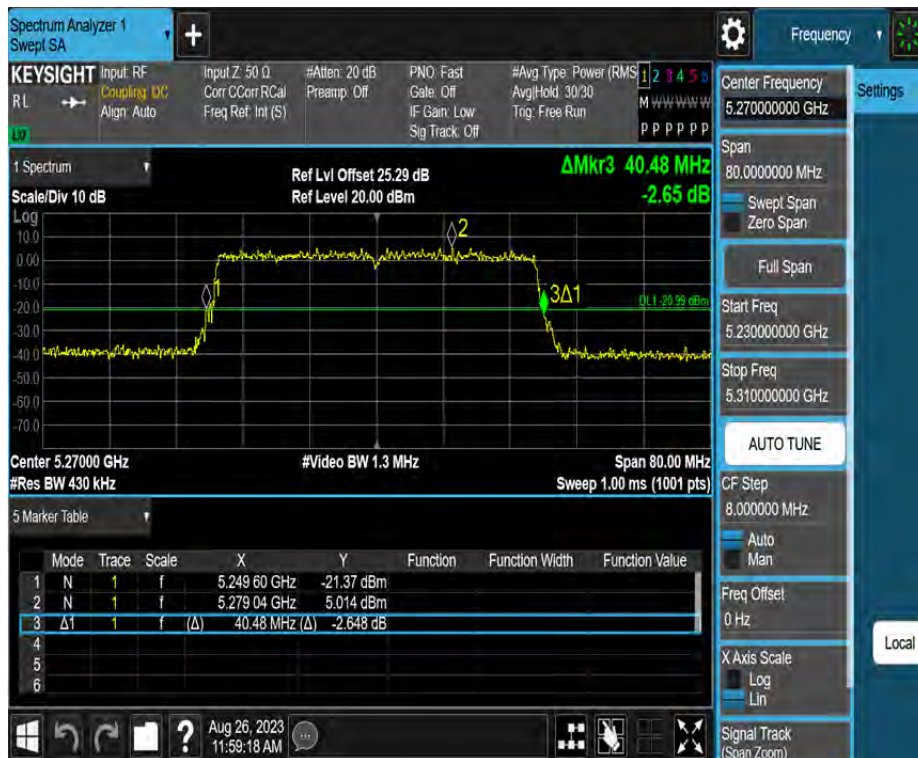 Spectrum Analyzer 1
Swept SA
+
Frequency
Settings
KEYSIGHT
RL
LXI
Input: RF
Coupling: DC
Align: Auto
Input Z: 50 Ω
Corr CCorr RCal
Freq Ref: Int (S)
#Atten: 20 dB
Preamp: Off
PNO: Fast
Gate: Off
IF Gain: Low
Sig Track: Off
#Avg Type: Power (RMS
Avg|Hold: 30/30
Trig: Free Run
1 2 3 4 5 6
M W W W W W
P P P P P P
1 Spectrum
Scale/Div 10 dB
Ref Lvl Offset 25.29 dB
Ref Level 20.00 dBm
ΔMkr3 40.48 MHz
-2.65 dB
Log
10.0
0.00
-10.0
-20.0
-30.0
-40.0
-50.0
-60.0
-70.0
1
2
3Δ1
DL1 -20.99 dBm
Center 5.27000 GHz
#Video BW 1.3 MHz
Span 80.00 MHz
#Res BW 430 kHz
Sweep 1.00 ms (1001 pts)
5 Marker Table
Mode Trace Scale X Y Function Function Width Function Value
1 N 1 f 5.249 60 GHz -21.37 dBm
2 N 1 f 5.279 04 GHz 5.014 dBm
3 Δ1 1 f (Δ) 40.48 MHz (Δ) -2.648 dB
4
5
6
?
Aug 26, 2023
11:59:18 AM
Center Frequency
5.270000000 GHz
Span
80.0000000 MHz
Swept Span
Zero Span
Full Span
Start Freq
5.230000000 GHz
Stop Freq
5.310000000 GHz
AUTO TUNE
CF Step
8.000000 MHz
Auto
Man
Freq Offset
0 Hz
X Axis Scale
Log
Lin
Signal Track
(Span Zoom)
Local